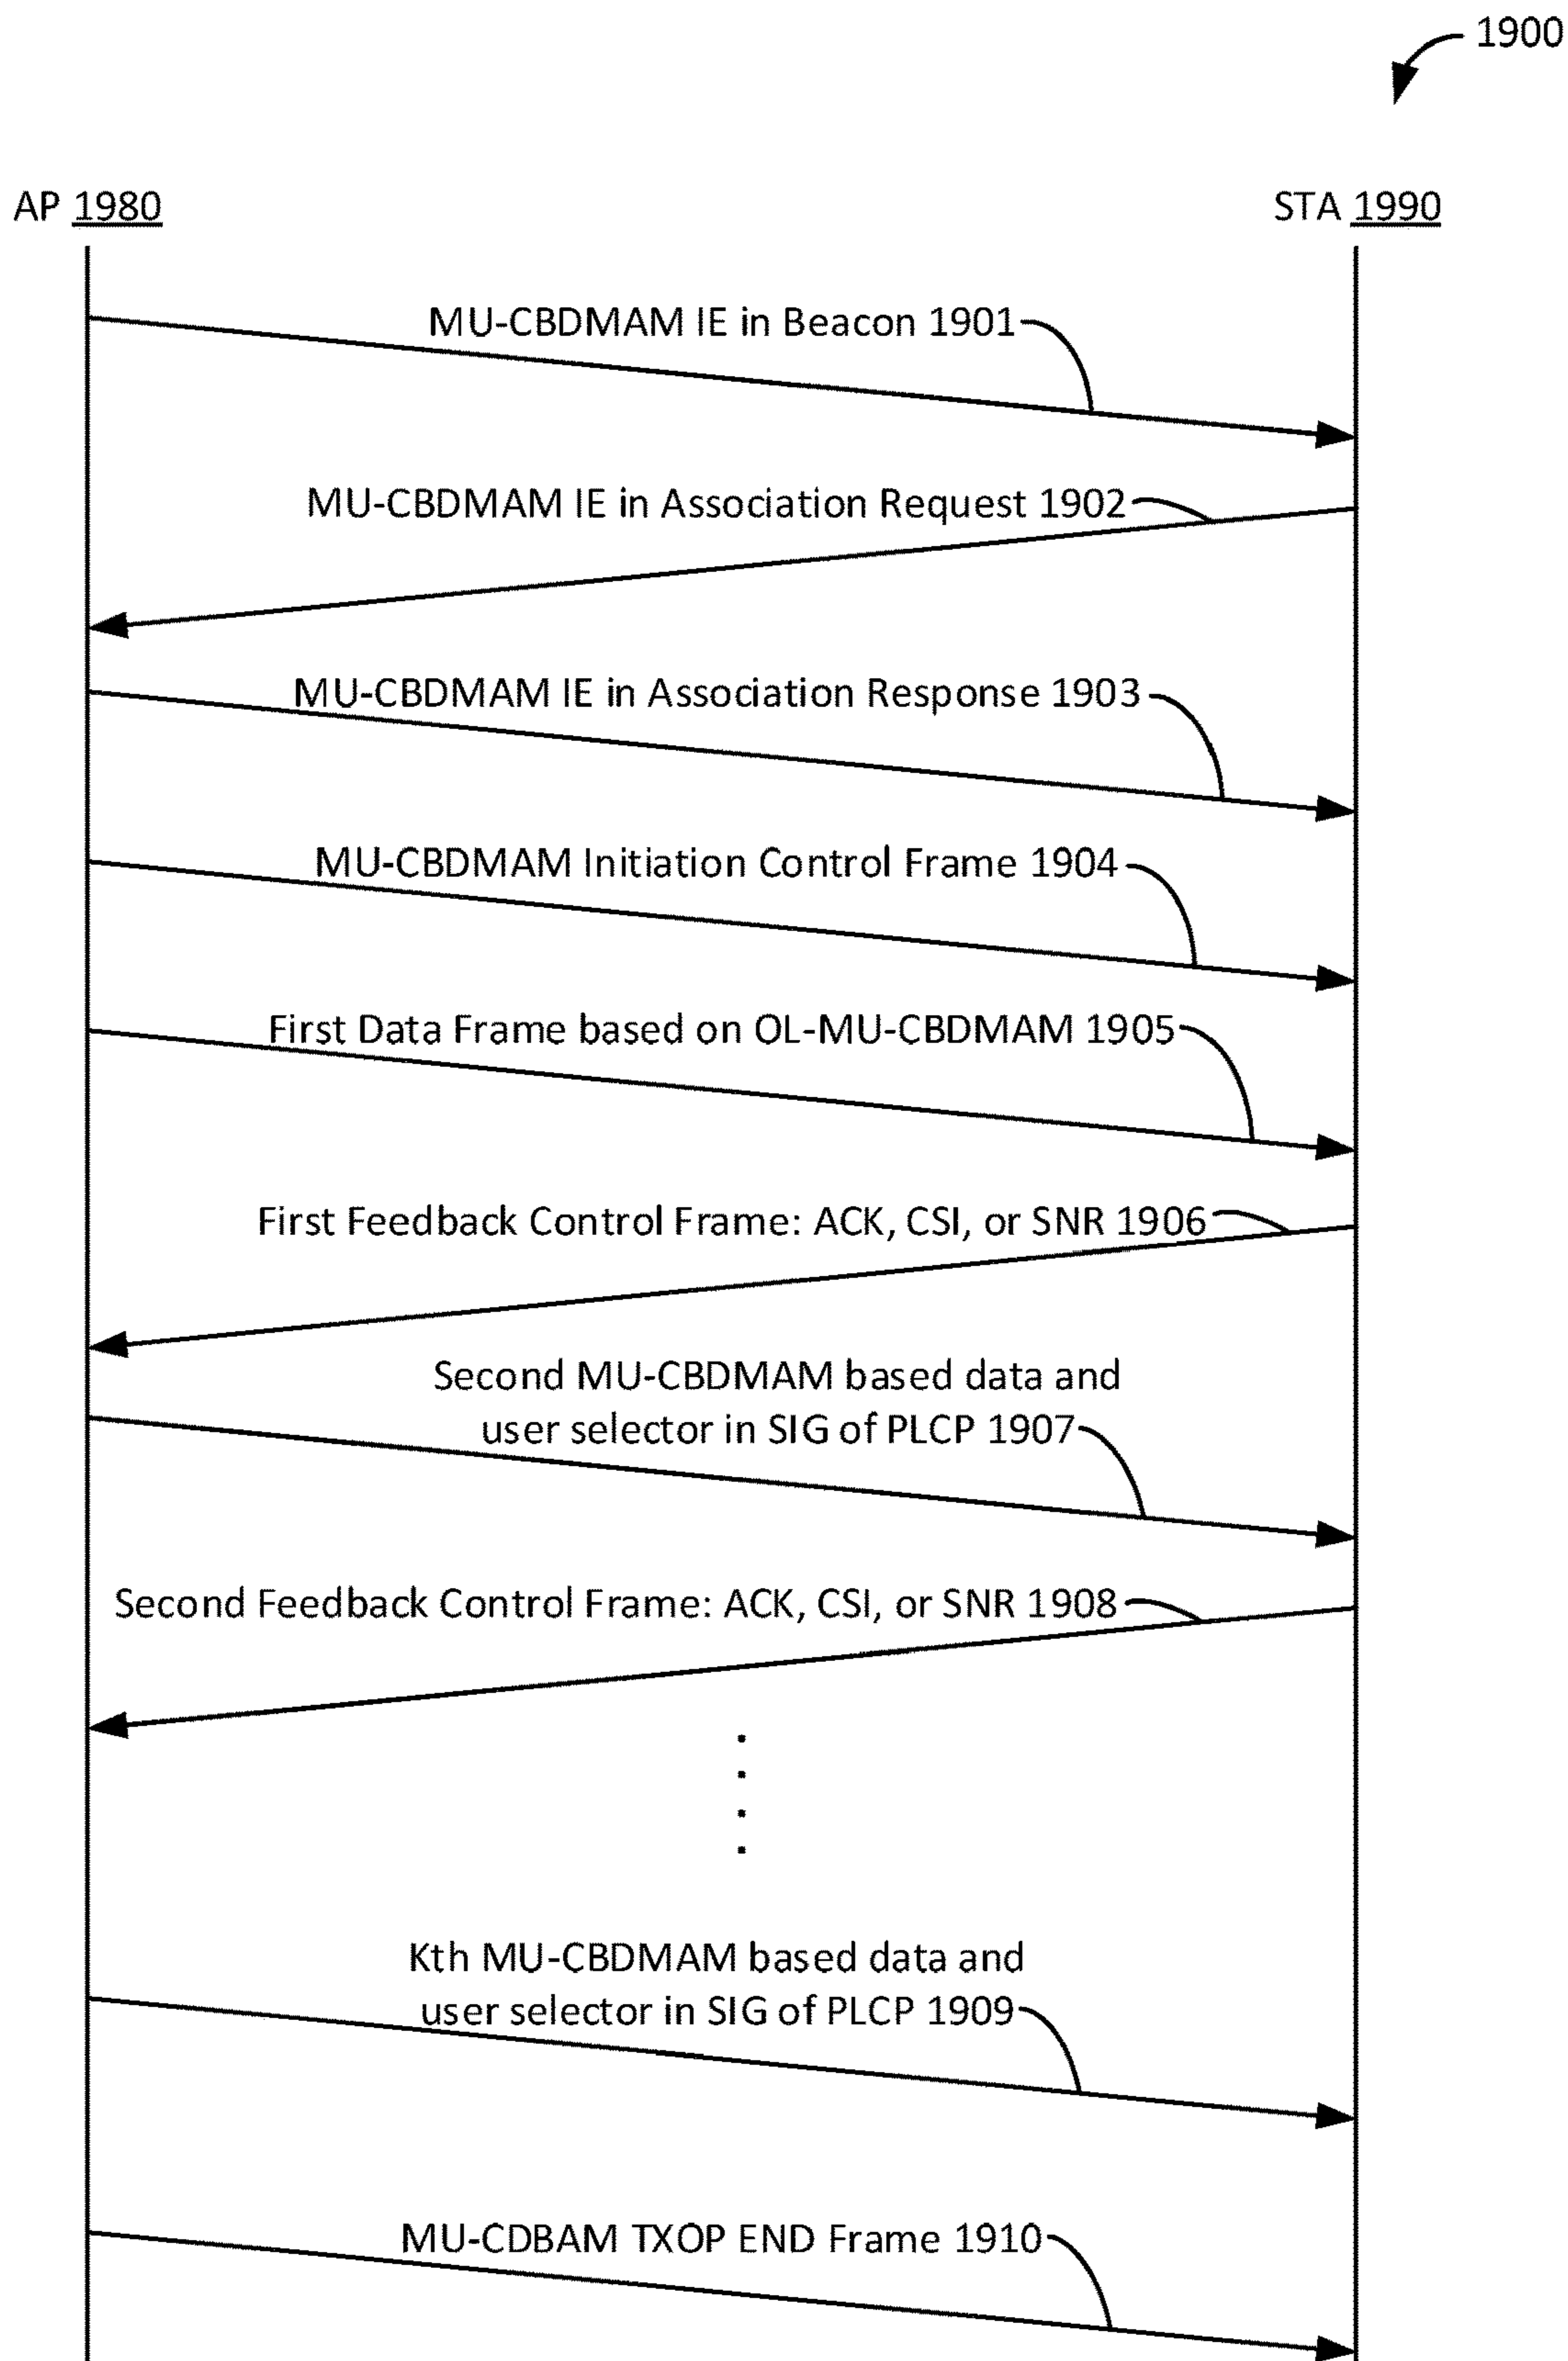 1900
AP 1980
STA 1990
MU-CBDMAM IE in Beacon 1901
MU-CBDMAM IE in Association Request 1902
MU-CBDMAM IE in Association Response 1903
MU-CBDMAM Initiation Control Frame 1904
First Data Frame based on OL-MU-CBDMAM 1905
First Feedback Control Frame: ACK, CSI, or SNR 1906
Second MU-CBDMAM based data and
user selector in SIG of PLCP 1907
Second Feedback Control Frame: ACK, CSI, or SNR 1908
Kth MU-CBDMAM based data and
user selector in SIG of PLCP 1909
MU-CDBAM TXOP END Frame 1910